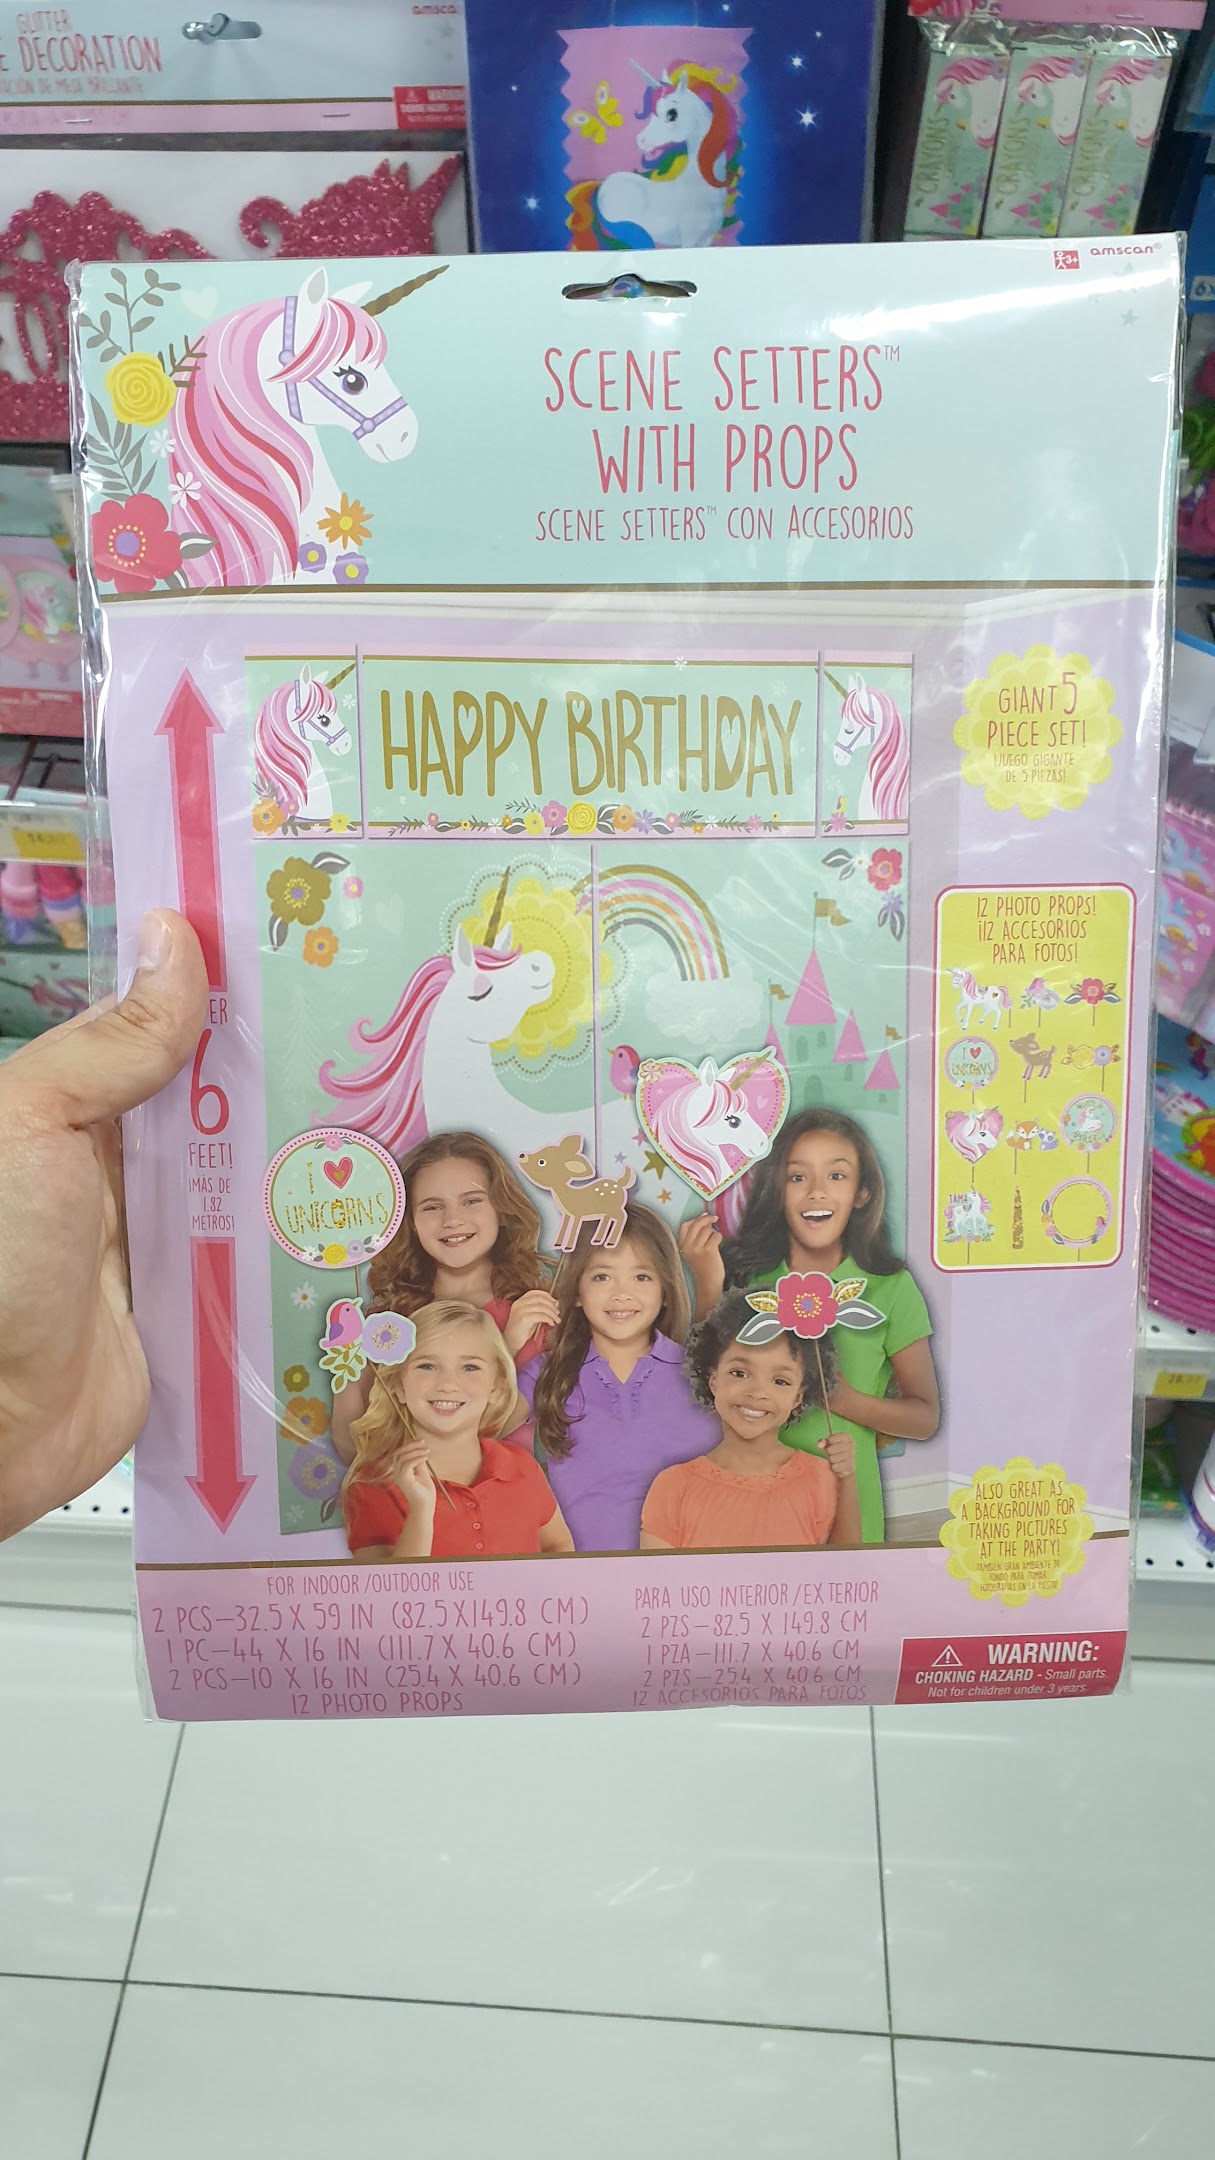 GLITTER
DECORATION
amscan
CRAYONS
CRAYONS
CRAYONS
3+
amscan®
SCENE SETTERS™
WITH PROPS
SCENE SETTERS™ CON ACCESORIOS
HAPPY BIRTHDAY
GIANT 5
PIECE SET!
¡JUEGO GIGANTE
DE 5 PIEZAS!
12 PHOTO PROPS!
¡12 ACCESORIOS
PARA FOTOS!
I ♥
UNICORNS
6
FEET!
¡MÁS DE
1.82
METROS!
I ♥
UNICORNS
ALSO GREAT AS
A BACKGROUND FOR
TAKING PICTURES
AT THE PARTY!
FOR INDOOR/OUTDOOR USE
2 PCS-32.5 X 59 IN (82.5X149.8 CM)
1 PC-44 X 16 IN (111.7 X 40.6 CM)
2 PCS-10 X 16 IN (25.4 X 40.6 CM)
12 PHOTO PROPS
PARA USO INTERIOR/EXTERIOR
2 PZS-82.5 X 149.8 CM
1 PZA-111.7 X 40.6 CM
2 PZS-25.4 X 40.6 CM
12 ACCESORIOS PARA FOTOS
WARNING:
CHOKING HAZARD - Small parts.
Not for children under 3 years.